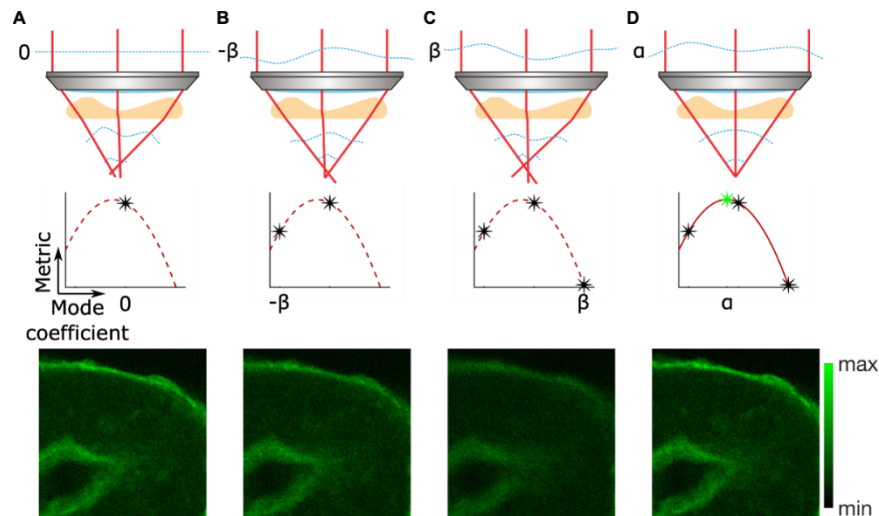 A B C D
0 -β β α
Metric
Mode 0 -β β α
coefficient
max
min